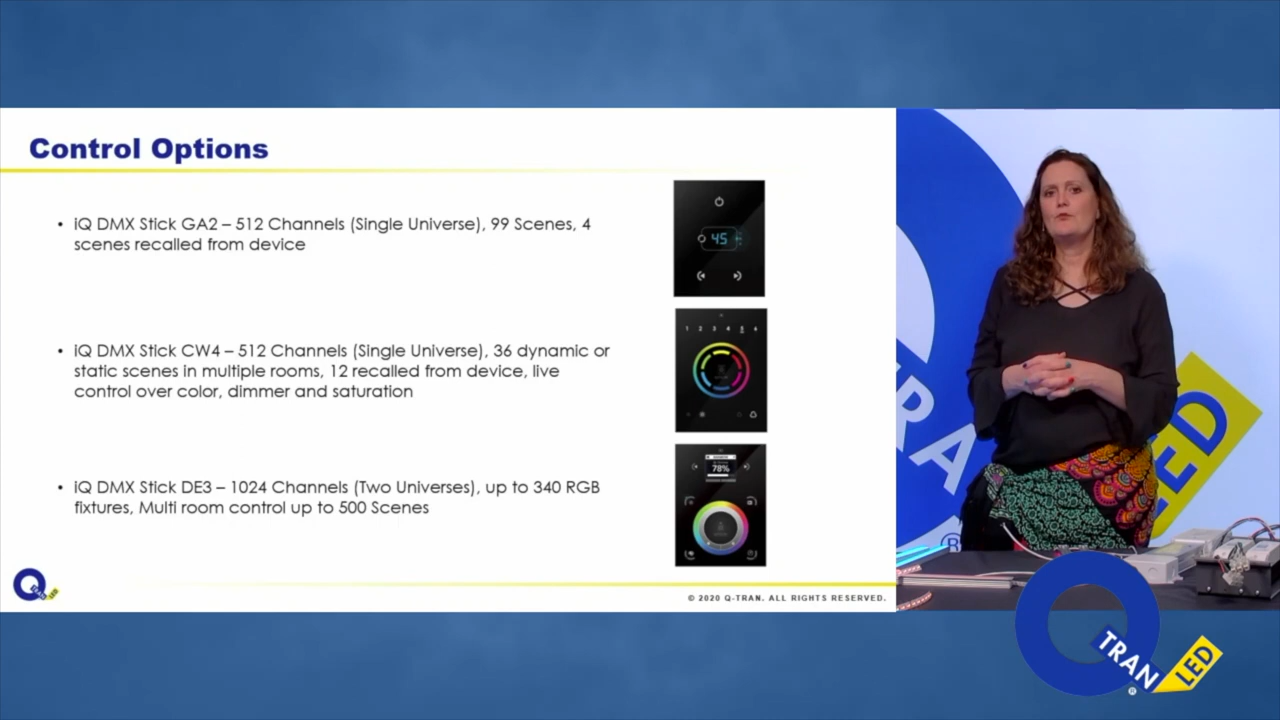 Control Options
• iQ DMX Stick GA2 – 512 Channels (Single Universe), 99 Scenes, 4
scenes recalled from device
45
• iQ DMX Stick CW4 – 512 Channels (Single Universe), 36 dynamic or
static scenes in multiple rooms, 12 recalled from device, live
control over color, dimmer and saturation
1 2 3 4 5 6
• iQ DMX Stick DE3 – 1024 Channels (Two Universes), up to 340 RGB
fixtures, Multi room control up to 500 Scenes
78%
Q TRAN LED
© 2020 Q-TRAN. ALL RIGHTS RESERVED.
RA
LED
®
Q TRAN LED
®